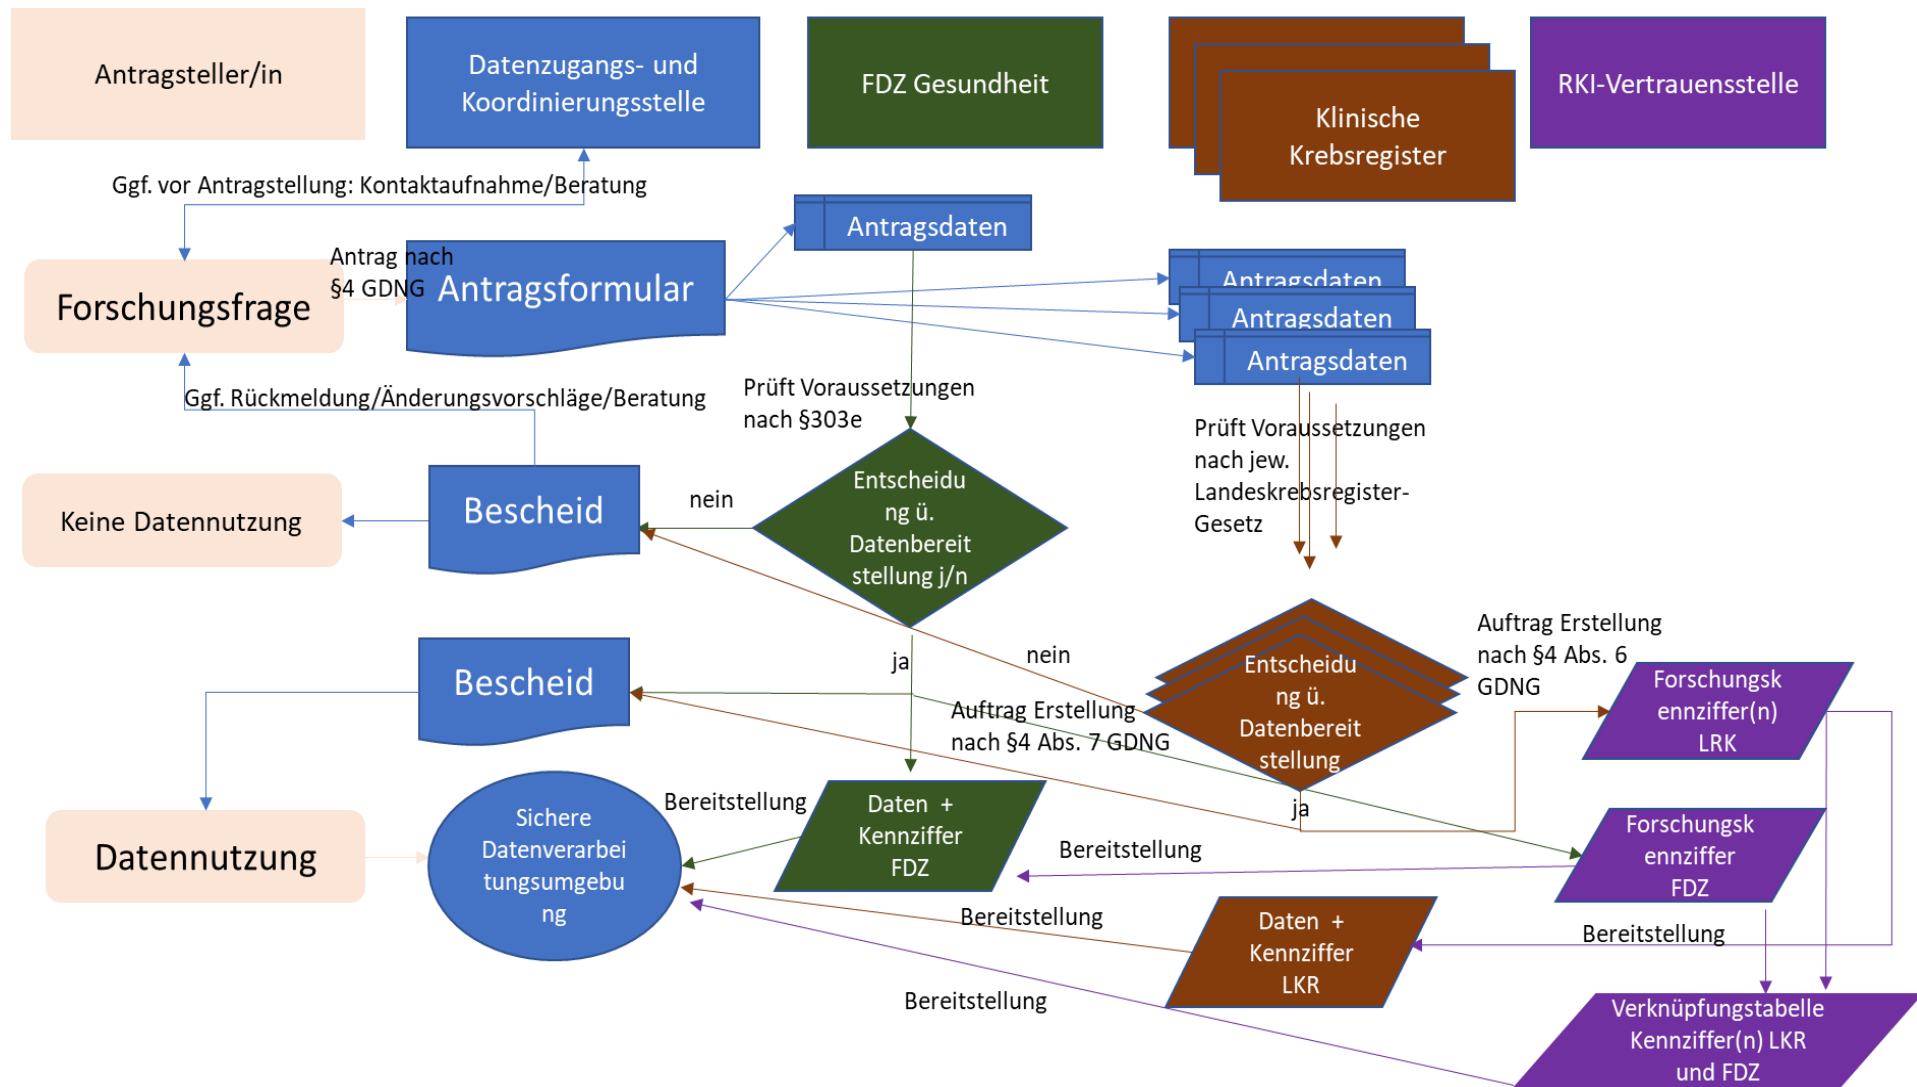 Antragsteller/in
Datenzugangs- und
Koordinierungsstelle
FDZ Gesundheit
Klinische
Krebsregister
RKI-Vertrauensstelle
Ggf. vor Antragstellung: Kontaktaufnahme/Beratung
Forschungsfrage
Antrag nach
§4 GDNG
Antragsformular
Antragsdaten
Antragsdaten
Antragsdaten
Antragsdaten
Ggf. Rückmeldung/Änderungsvorschläge/Beratung
Prüft Voraussetzungen
nach §303e
Prüft Voraussetzungen
nach jew.
Landeskrebsregister-
Gesetz
Keine Datennutzung
Bescheid
nein
Entscheidu
ng ü.
Datenbereit
stellung j/n
ja
nein
Bescheid
Auftrag Erstellung
nach §4 Abs. 7 GDNG
Entscheidu
ng ü.
Datenbereit
stellung
ja
Auftrag Erstellung
nach §4 Abs. 6
GDNG
Forschungsk
ennziffer(n)
LRK
Datennutzung
Sichere
Datenverarbei
tungsumgebu
ng
Bereitstellung
Daten +
Kennziffer
FDZ
Bereitstellung
Forschungsk
ennziffer
FDZ
Bereitstellung
Daten +
Kennziffer
LKR
Bereitstellung
Bereitstellung
Verknüpfungstabelle
Kennziffer(n) LKR
und FDZ